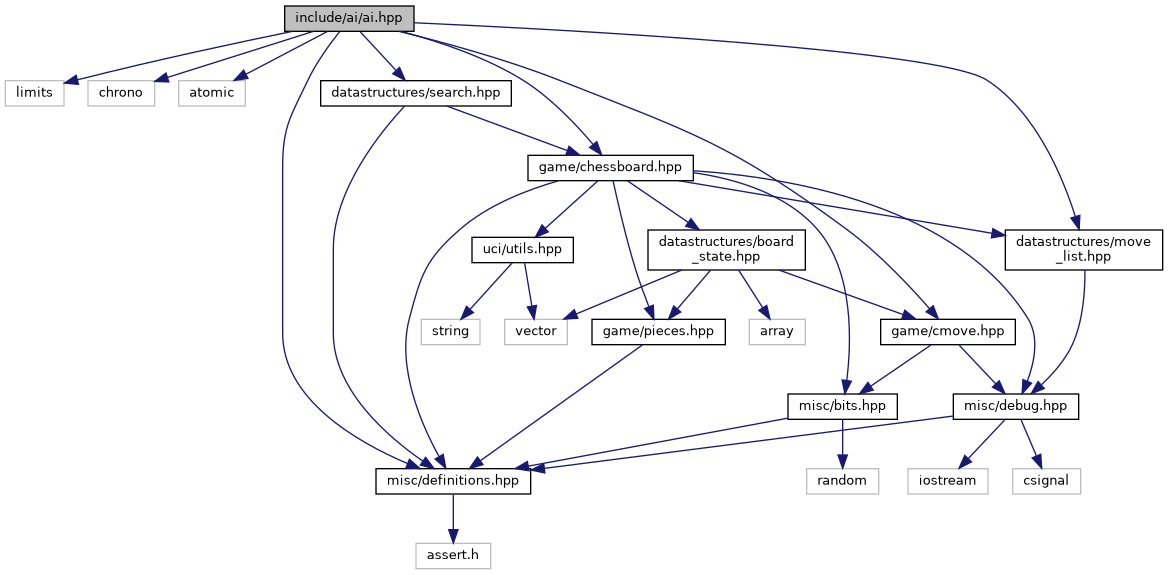 include/ai/ai.hpp
limits
chrono
atomic
datastructures/search.hpp
game/chessboard.hpp
uci/utils.hpp
datastructures/board
_state.hpp
datastructures/move
_list.hpp
string
vector
game/pieces.hpp
array
game/cmove.hpp
misc/bits.hpp
misc/debug.hpp
misc/definitions.hpp
random
iostream
csignal
assert.h